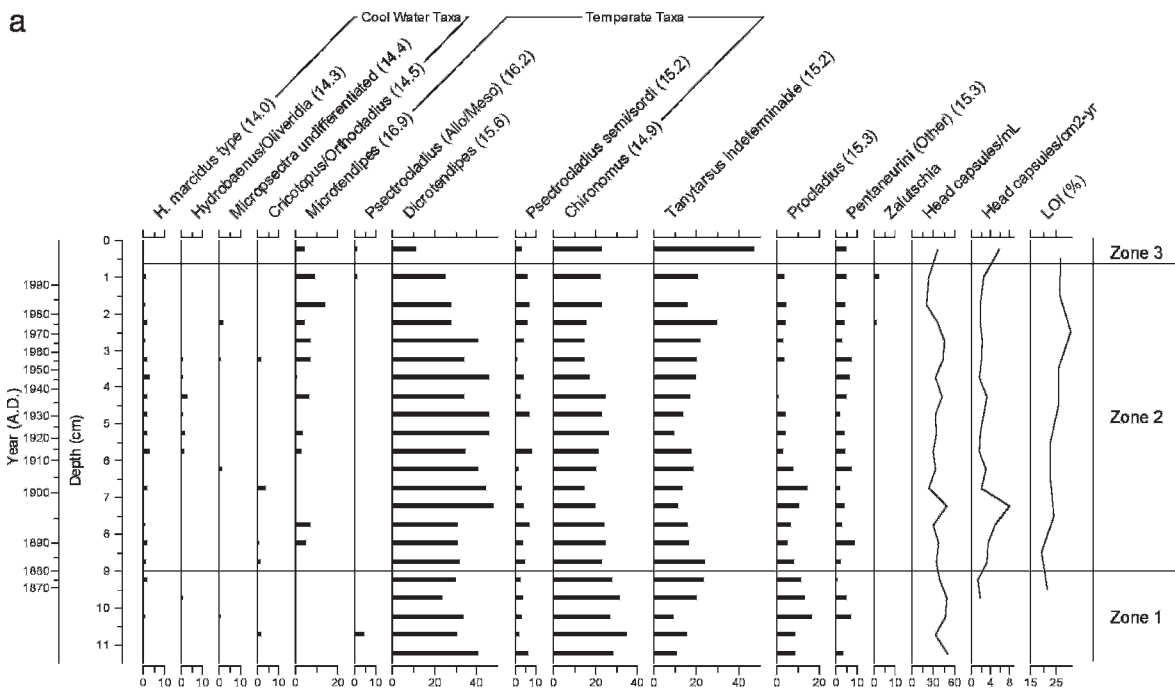 a
Cool Water Taxa
Temperate Taxa
H. marcidus type (14.0)
Hydrobaenus/Oliveridia (14.3)
Micropsectra undifferentiated (14.4)
Cricotopus/Orthocladius (14.5)
Microtendipes (16.9)
Psectrocladius (Allo/Meso) (16.2)
Dicrotendipes (15.6)
Psectrocladius semi/sordi (15.2)
Chironomus (14.9)
Tanytarsus indeterminable (15.2)
Procladius (15.3)
Pentaneurini (Other) (15.3)
Zalutschia
Head capsules/mL
Head capsules/cm2-yr
LOI (%)
Year (A.D.)
1990
1980
1970
1960
1950
1940
1930
1920
1910
1900
1890
1880
1870
Depth (cm)
0
1
2
3
4
5
6
7
8
9
10
11
Zone 3
Zone 2
Zone 1
0 10
0 10
0 10
0 10
0 20
0 10
0 20 40
0 10
0 20 40
0 20 40
0 20
0 10
0 10
0 30 60
0 4 8
15 25